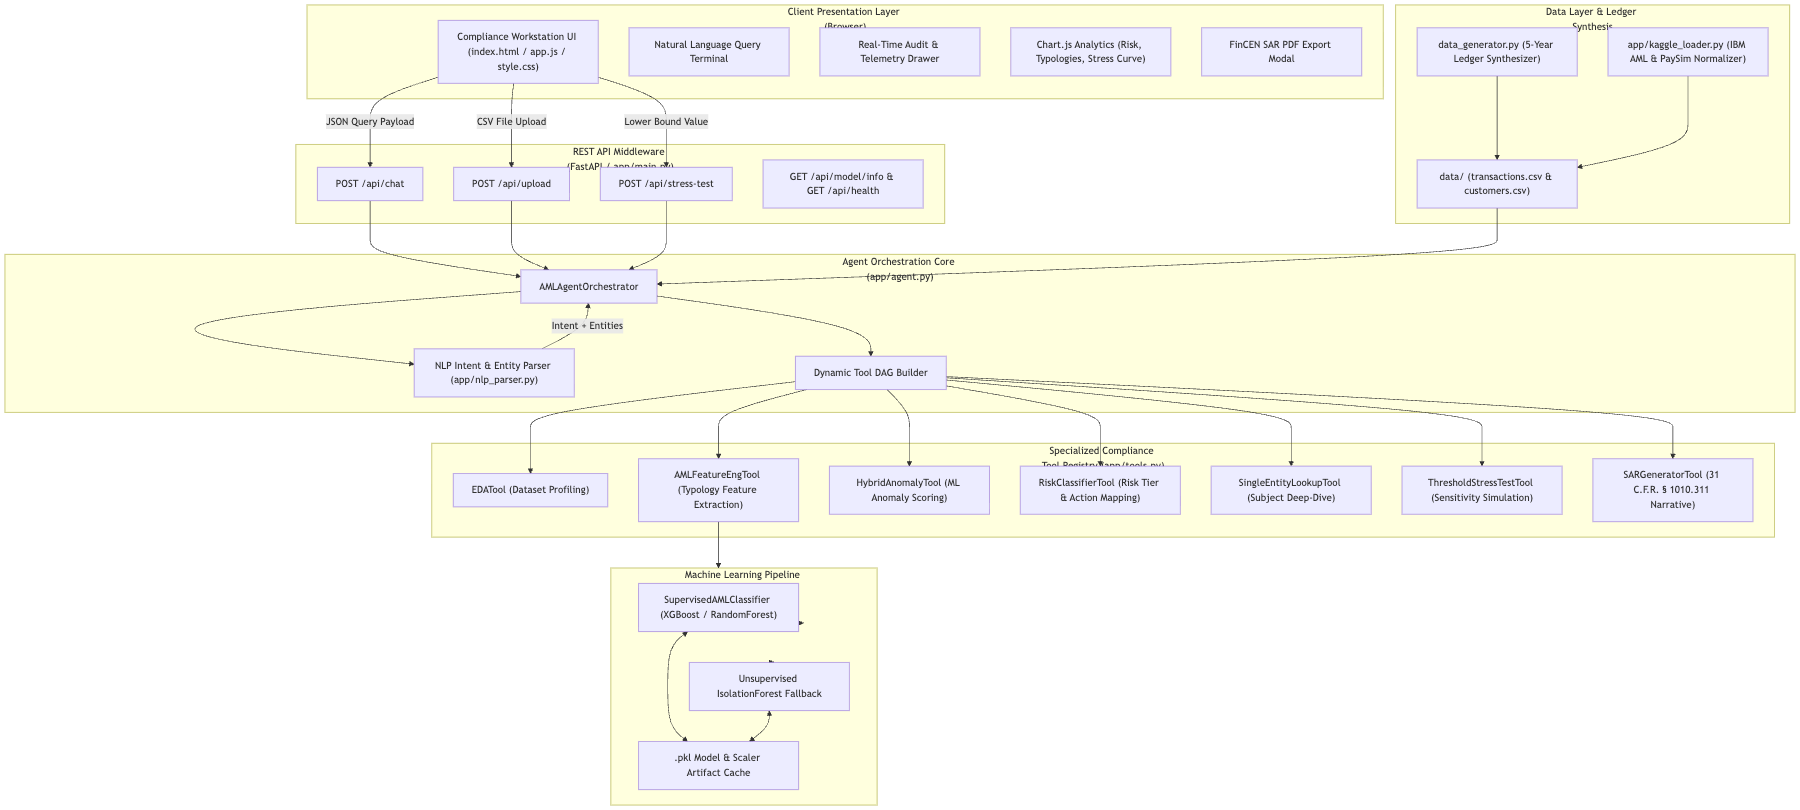 Client Presentation Layer
(Browser)
Compliance Workstation UI
(index.html / app.js /
style.css)
Natural Language Query
Terminal
Real-Time Audit &
Telemetry Drawer
Chart.js Analytics (Risk,
Typologies, Stress Curve)
FinCEN SAR PDF Export
Modal
Data Layer & Ledger
Synthesis
data_generator.py (5-Year
Ledger Synthesizer)
app/kaggle_loader.py (IBM
AML & PaySim Normalizer)
data/ (transactions.csv &
customers.csv)
JSON Query Payload
CSV File Upload
Lower Bound Value
REST API Middleware
(FastAPI / app/main.py)
POST /api/chat
POST /api/upload
POST /api/stress-test
GET /api/model/info &
GET /api/health
Agent Orchestration Core
(app/agent.py)
AMLAgentOrchestrator
Intent + Entities
NLP Intent & Entity Parser
(app/nlp_parser.py)
Dynamic Tool DAG Builder
Specialized Compliance
Tool Registry (app/tools.py)
EDATool (Dataset Profiling)
AMLFeatureEngTool
(Typology Feature
Extraction)
HybridAnomalyTool (ML
Anomaly Scoring)
RiskClassifierTool (Risk Tier
& Action Mapping)
SingleEntityLookupTool
(Subject Deep-Dive)
ThresholdStressTestTool
(Sensitivity Simulation)
SARGeneratorTool (31
C.F.R. § 1010.311
Narrative)
Machine Learning Pipeline
SupervisedAMLClassifier
(XGBoost / RandomForest)
Unsupervised
IsolationForest Fallback
.pkl Model & Scaler
Artifact Cache